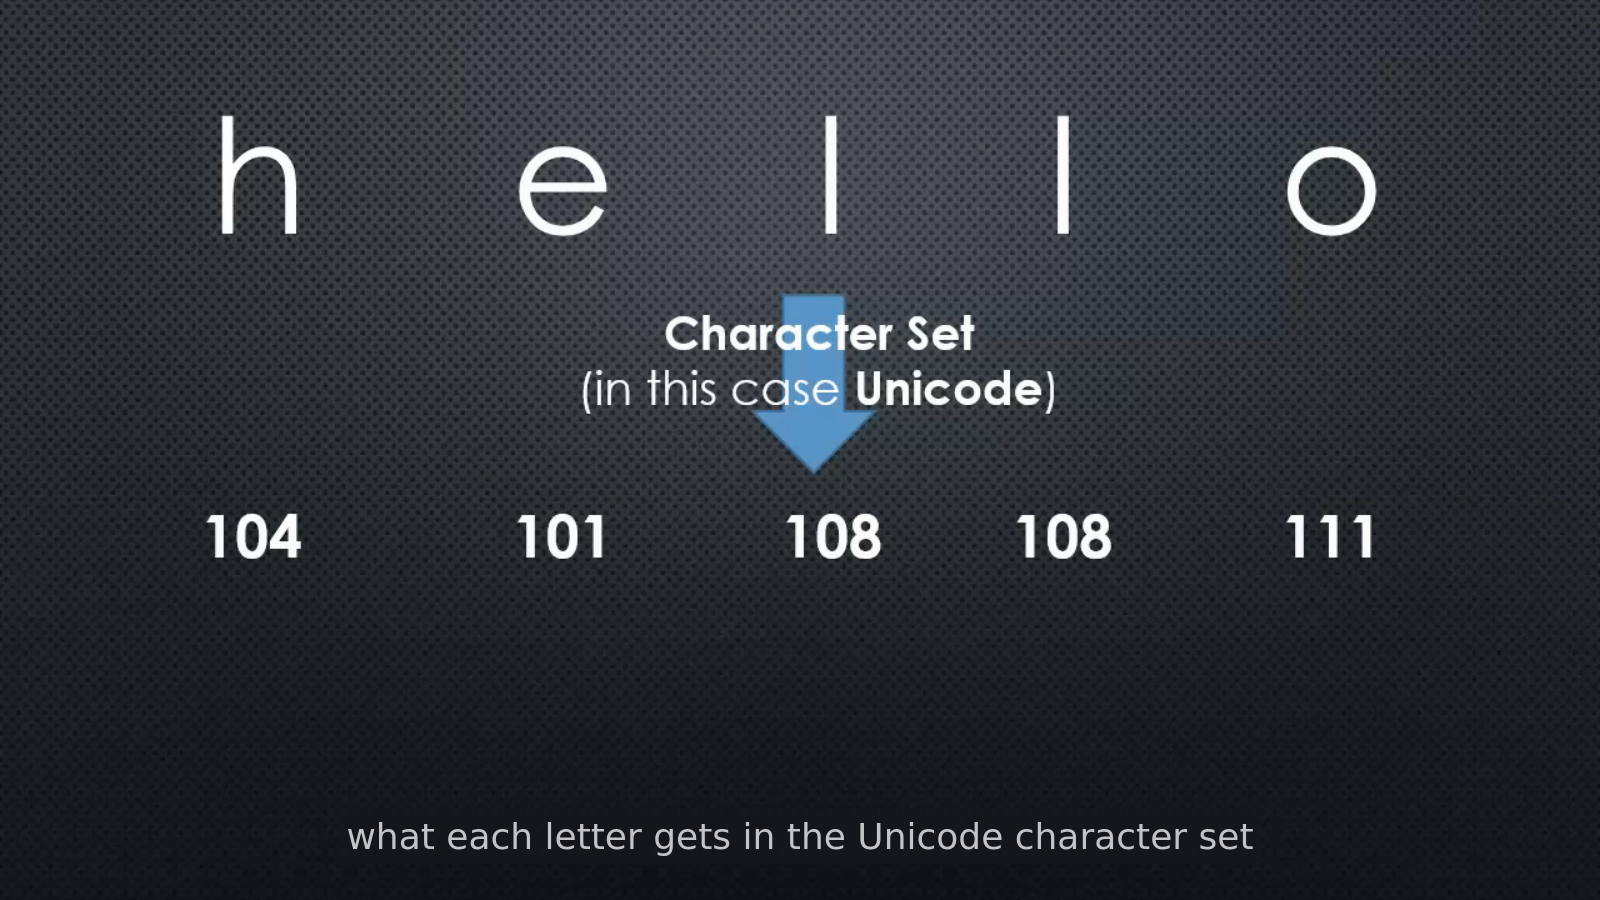 h e l l o
Character Set
(in this case Unicode)
104 101 108 108 111
what each letter gets in the Unicode character set